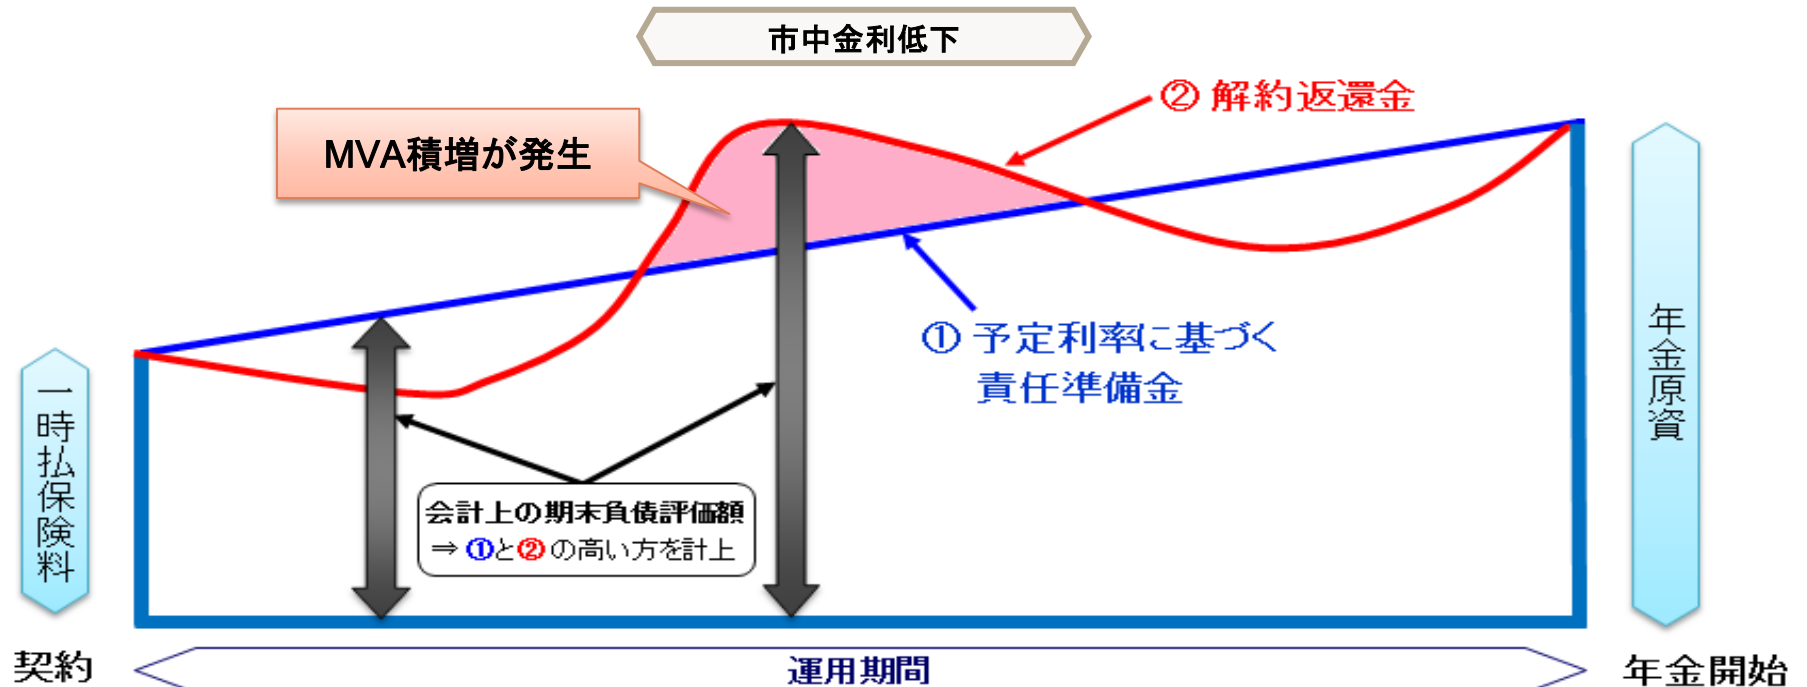 市中金利低下
② 解約返還金
MVA積増が発生
① 予定利率に基づく
責任準備金
一時払保険料
年金原資
会計上の期末負債評価額
⇒ ①と② の高い方を計上
契約
運用期間
年金開始